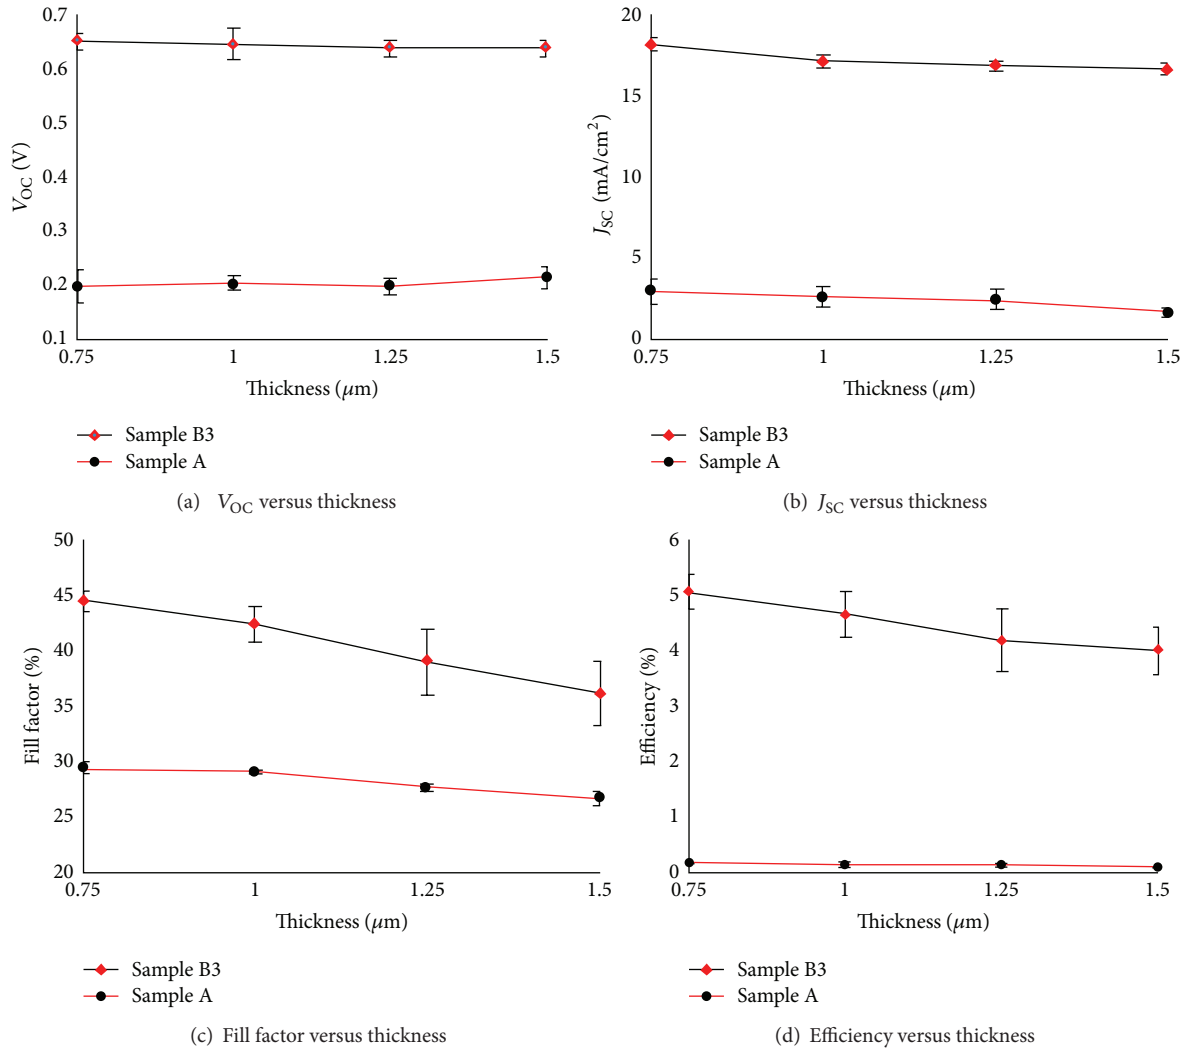 0.7
0.6
0.5
0.4
0.3
0.2
0.1
V_OC (V)
0.75 1 1.25 1.5
Thickness (μm)
Sample B3
Sample A
(a) V_OC versus thickness
20
15
10
5
0
J_SC (mA/cm²)
0.75 1 1.25 1.5
Thickness (μm)
Sample B3
Sample A
(b) J_SC versus thickness
50
45
40
35
30
25
20
Fill factor (%)
0.75 1 1.25 1.5
Thickness (μm)
Sample B3
Sample A
(c) Fill factor versus thickness
6
5
4
3
2
1
0
Efficiency (%)
0.75 1 1.25 1.5
Thickness (μm)
Sample B3
Sample A
(d) Efficiency versus thickness